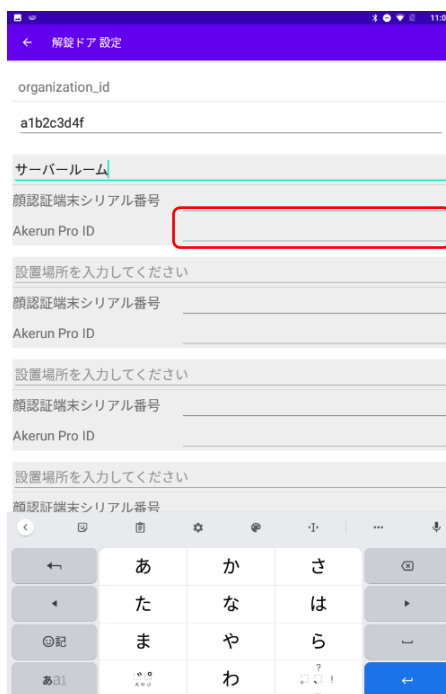 11:0
解錠ドア 設定
organization_id
a1b2c3d4f
サーバールーム
顔認証端末シリアル番号
Akerun Pro ID
設置場所を入力してください
顔認証端末シリアル番号
Akerun Pro ID
設置場所を入力してください
顔認証端末シリアル番号
Akerun Pro ID
設置場所を入力してください
顔認証端末シリアル番号
あ か さ
た な は
記 ま や ら
あa1 わ 、 ? !